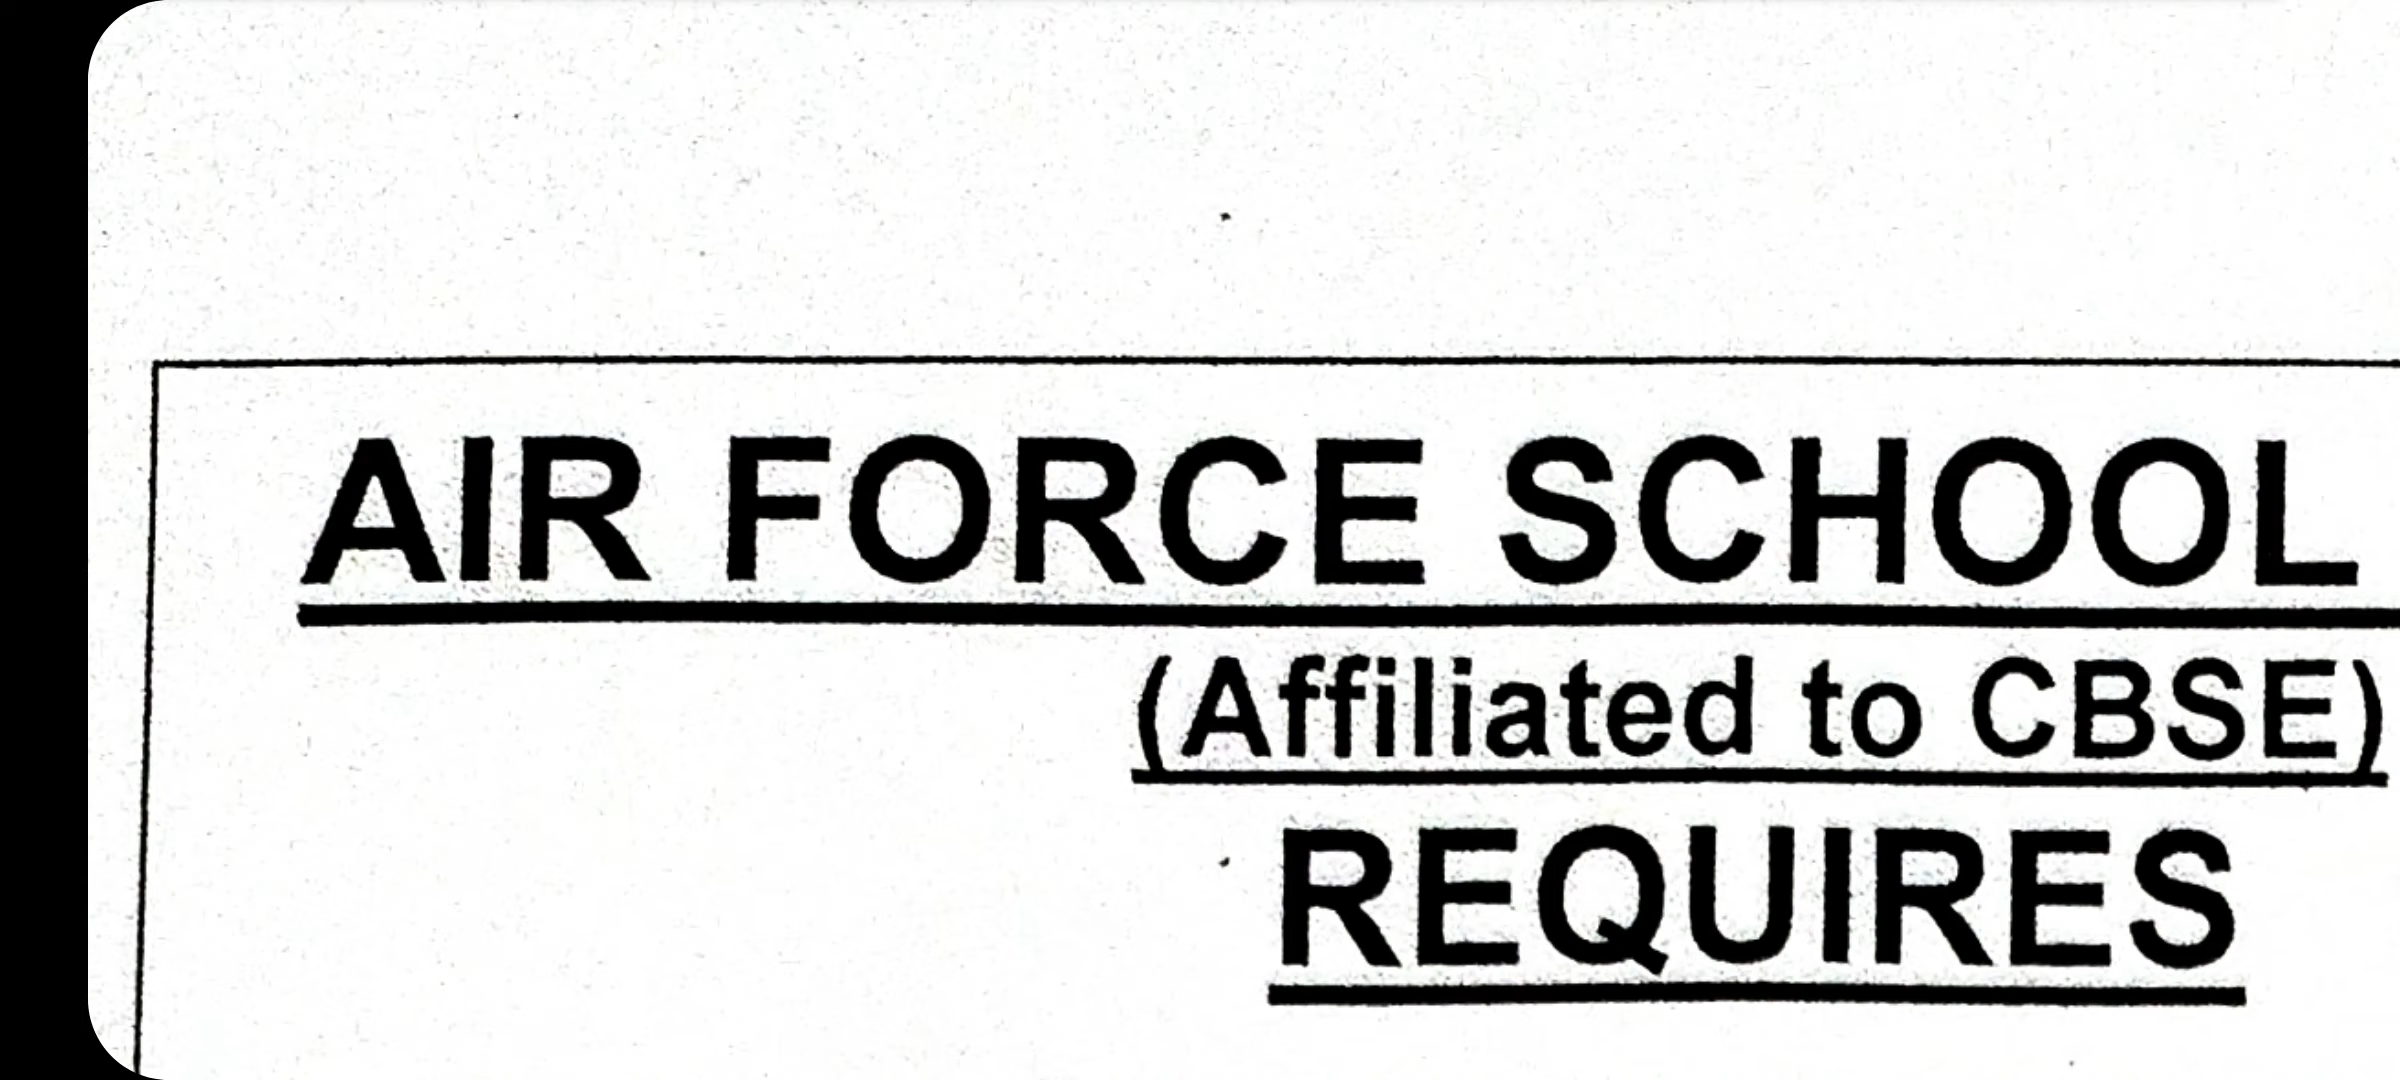 AIR FORCE SCHOOL
(Affiliated to CBSE)
REQUIRES